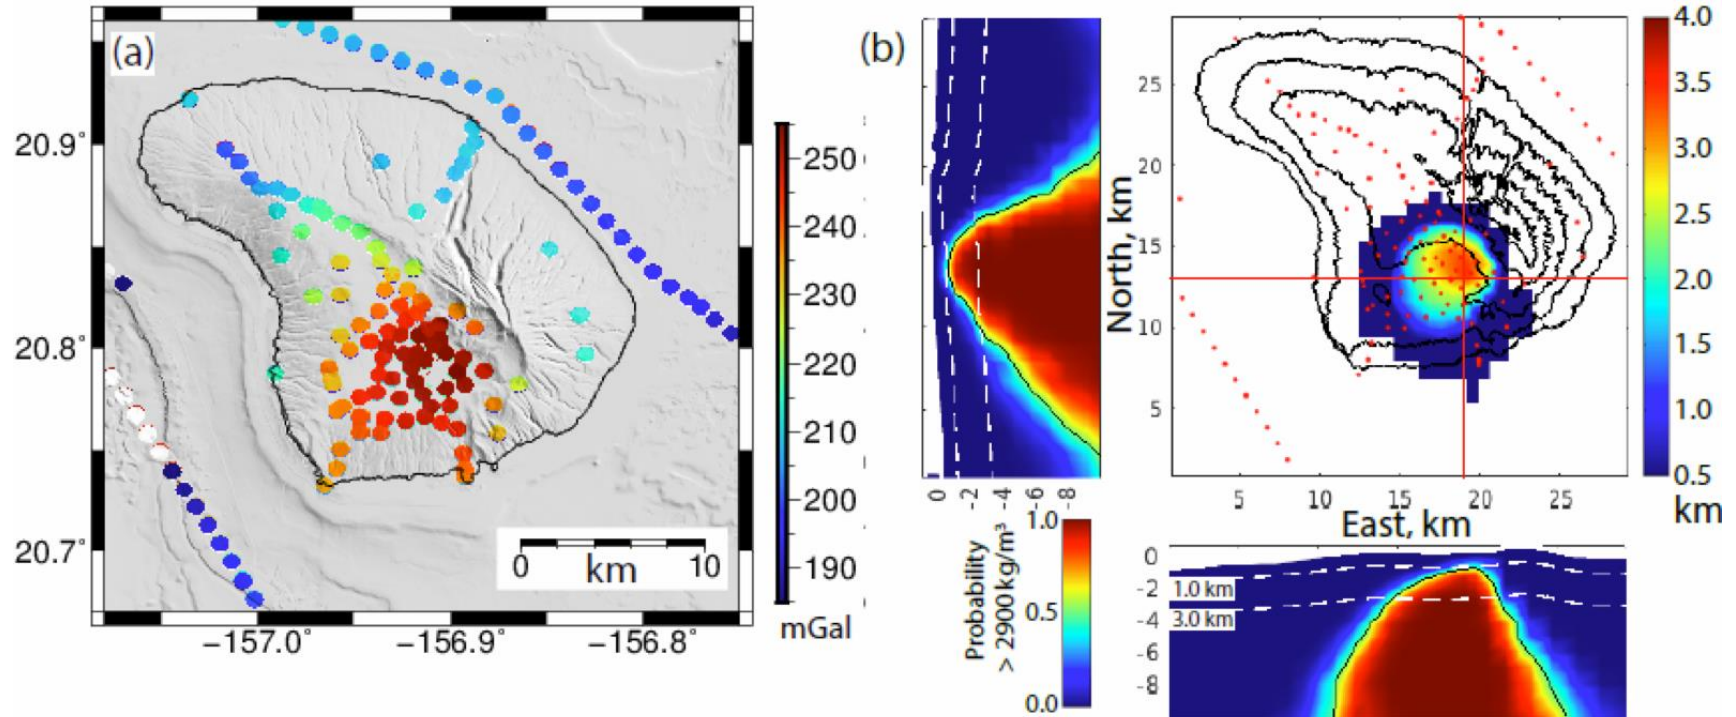 (a)
20.9°
20.8°
20.7°
−157.0°
−156.9°
−156.8°
0 km 10
250
240
230
220
210
200
190
mGal
(b)
0 -2 -4 -6 -8
Probability
> 2900 kg/m³
1.0
0.5
0.0
North, km
25
20
15
10
5
5 10 15 20 25
East, km
4.0
3.5
3.0
2.5
2.0
1.5
1.0
0.5
km
0
-2
-4
-6
-8
1.0 km
3.0 km